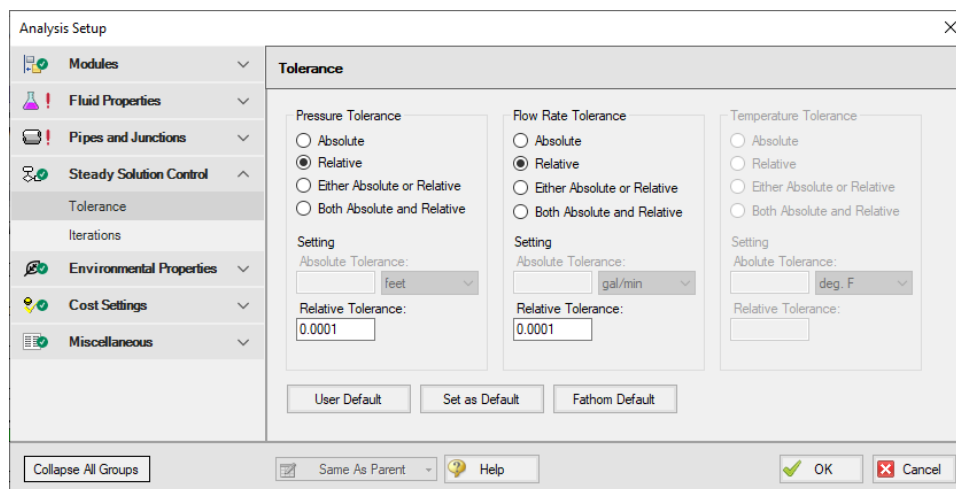 Analysis Setup
Modules
Fluid Properties
Pipes and Junctions
Steady Solution Control
Tolerance
Iterations
Environmental Properties
Cost Settings
Miscellaneous
Tolerance
Pressure Tolerance
Absolute
Relative
Either Absolute or Relative
Both Absolute and Relative
Setting
Absolute Tolerance:
feet
Relative Tolerance:
0.0001
Flow Rate Tolerance
Absolute
Relative
Either Absolute or Relative
Both Absolute and Relative
Setting
Absolute Tolerance:
gal/min
Relative Tolerance:
0.0001
Temperature Tolerance
Absolute
Relative
Either Absolute or Relative
Both Absolute and Relative
Setting
Abolute Tolerance:
deg. F
Relative Tolerance:
User Default
Set as Default
Fathom Default
Collapse All Groups
Same As Parent
Help
OK
Cancel